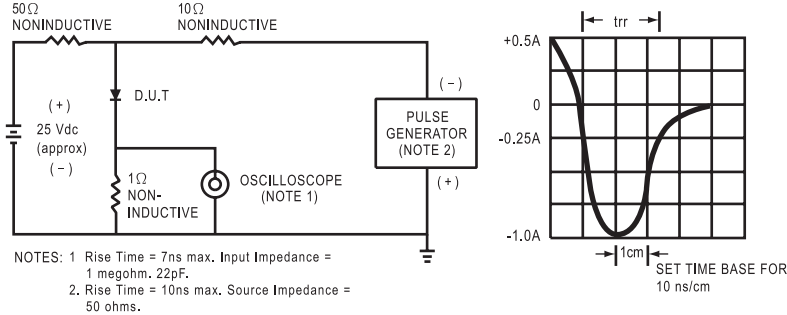 50Ω
NONINDUCTIVE
10Ω
NONINDUCTIVE
(+)
25 Vdc
(approx)
(−)
D.U.T
1Ω
NON-
INDUCTIVE
OSCILLOSCOPE
(NOTE 1)
(−)
PULSE
GENERATOR
(NOTE 2)
(+)
NOTES: 1 Rise Time = 7ns max. Input Impedance =
1 megohm. 22pF.
2. Rise Time = 10ns max. Source Impedance =
50 ohms.
trr
+0.5A
0
-0.25A
-1.0A
1cm
SET TIME BASE FOR
10 ns/cm